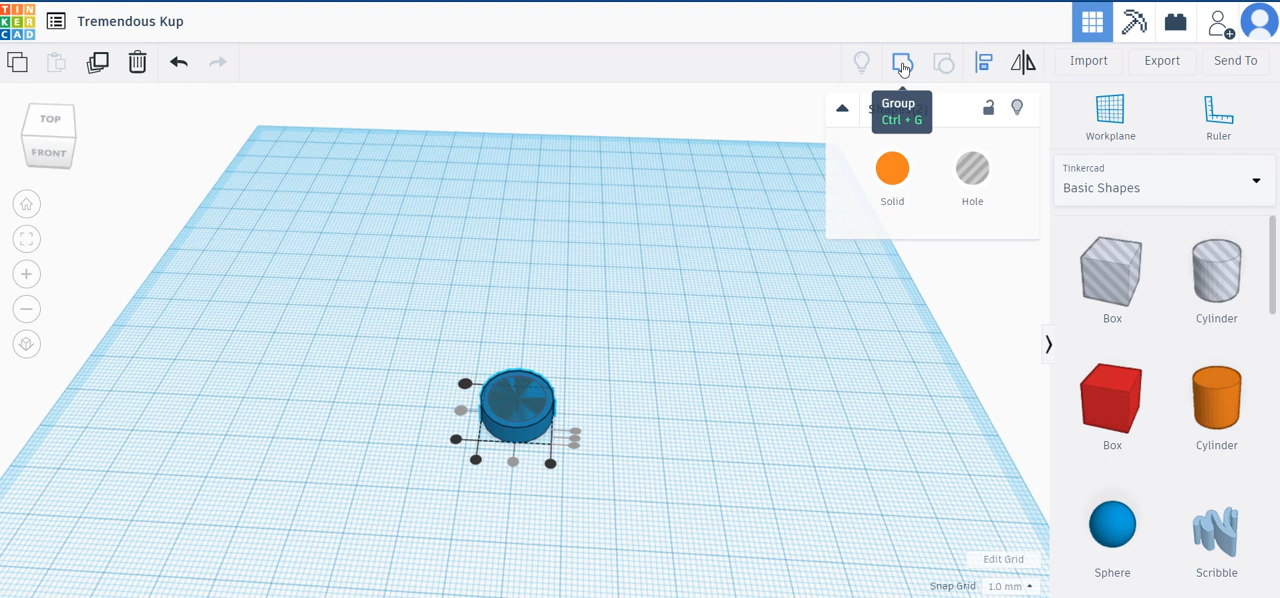 TIN
KER
CAD
Tremendous Kup
Import
Export
Send To
Group
Ctrl + G
TOP
FRONT
Solid
Hole
Workplane
Ruler
Tinkercad
Basic Shapes
Box
Cylinder
Box
Cylinder
Sphere
Scribble
Edit Grid
Snap Grid
1.0 mm